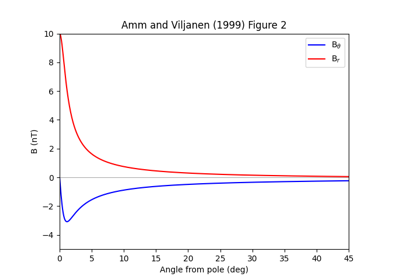 Amm and Viljanen (1999) Figure 2
B (nT)
10
8
6
4
2
0
−2
−4
B_θ
B_r
0 5 10 15 20 25 30 35 40 45
Angle from pole (deg)